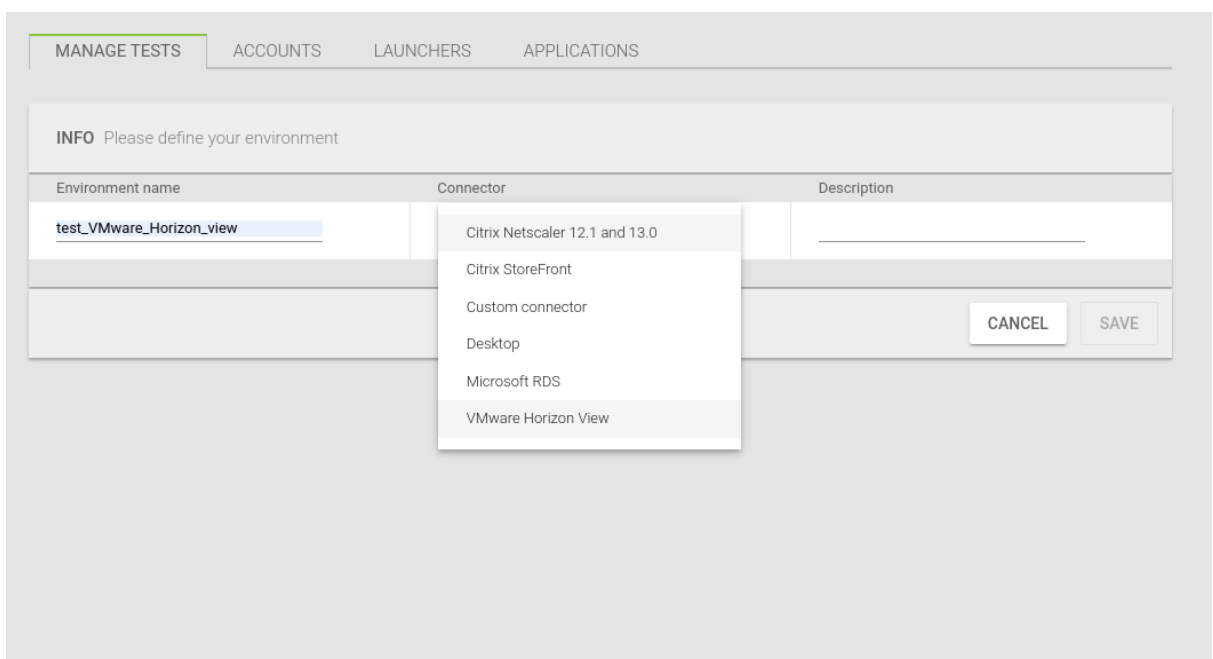 MANAGE TESTS ACCOUNTS LAUNCHERS APPLICATIONS
INFO Please define your environment
Environment name Connector Description
test_VMware_Horizon_view
Citrix Netscaler 12.1 and 13.0
Citrix StoreFront
Custom connector
Desktop
Microsoft RDS
VMware Horizon View
CANCEL SAVE